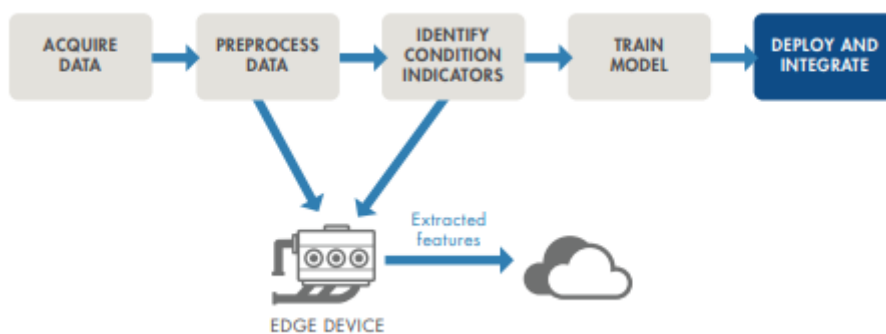 ACQUIRE
DATA
PREPROCESS
DATA
IDENTIFY
CONDITION
INDICATORS
TRAIN
MODEL
DEPLOY AND
INTEGRATE
Extracted
features
EDGE DEVICE